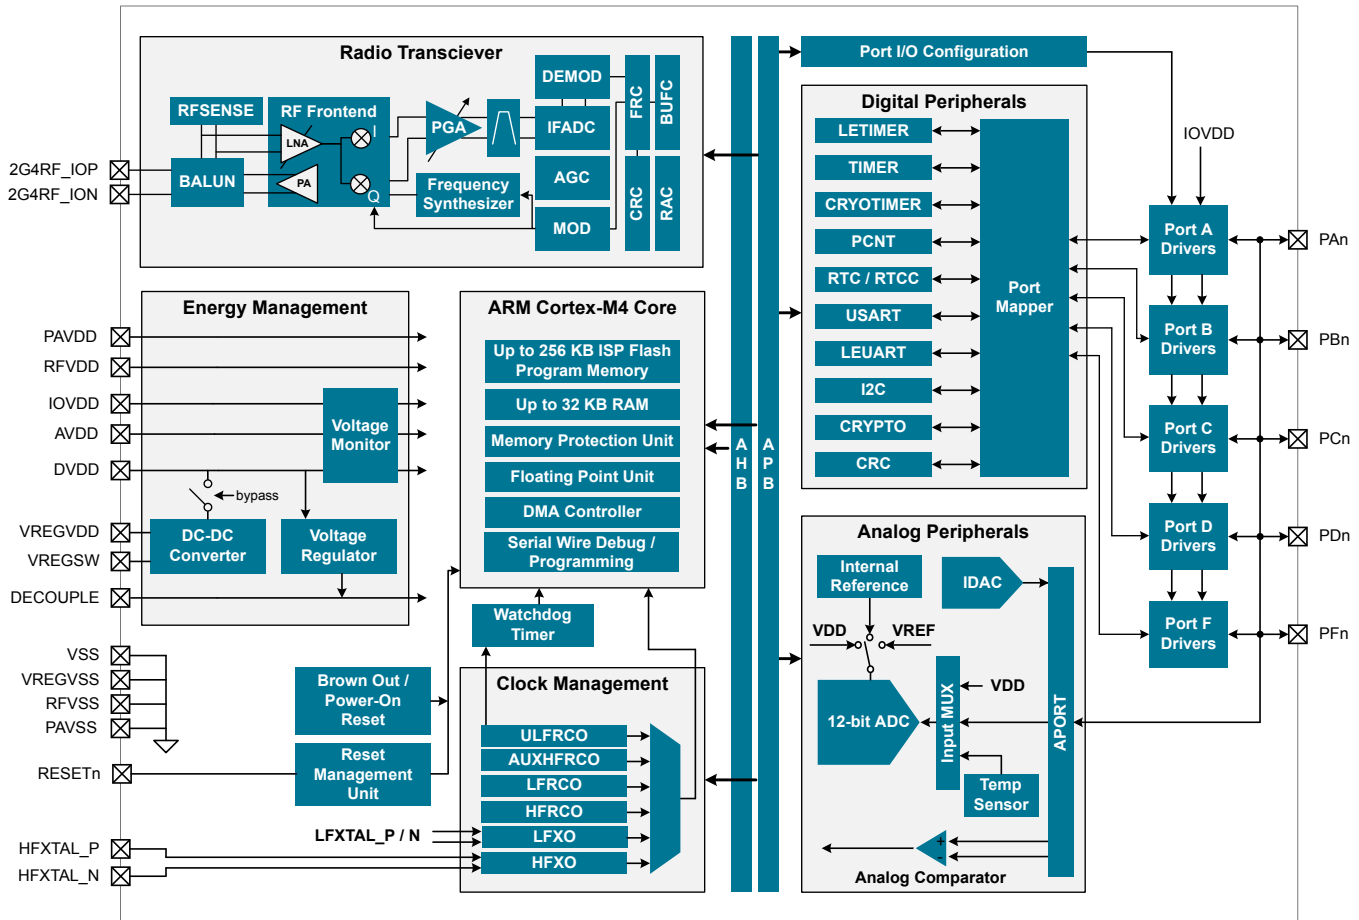 Radio Transciever
RFSENSE
RF Frontend
LNA
PA
I
Q
BALUN
PGA
Frequency
Synthesizer
DEMOD
IFADC
AGC
MOD
FRC
BUFC
CRC
RAC
2G4RF_IOP
2G4RF_ION
Energy Management
PAVDD
RFVDD
IOVDD
AVDD
DVDD
Voltage
Monitor
bypass
VREGVDD
VREGSW
DC-DC
Converter
Voltage
Regulator
DECOUPLE
VSS
VREGVSS
RFVSS
PAVSS
RESETn
HFXTAL_P
HFXTAL_N
Brown Out /
Power-On
Reset
Reset
Management
Unit
LFXTAL_P / N
ARM Cortex-M4 Core
Up to 256 KB ISP Flash
Program Memory
Up to 32 KB RAM
Memory Protection Unit
Floating Point Unit
DMA Controller
Serial Wire Debug /
Programming
Watchdog
Timer
Clock Management
ULFRCO
AUXHFRCO
LFRCO
HFRCO
LFXO
HFXO
A
H
B
A
P
B
Port I/O Configuration
Digital Peripherals
LETIMER
TIMER
CRYOTIMER
PCNT
RTC / RTCC
USART
LEUART
I2C
CRYPTO
CRC
Port
Mapper
Analog Peripherals
Internal
Reference
IDAC
VDD
VREF
12-bit ADC
Input MUX
VDD
Temp
Sensor
APORT
+
-
Analog Comparator
IOVDD
Port A
Drivers
Port B
Drivers
Port C
Drivers
Port D
Drivers
Port F
Drivers
PAn
PBn
PCn
PDn
PFn